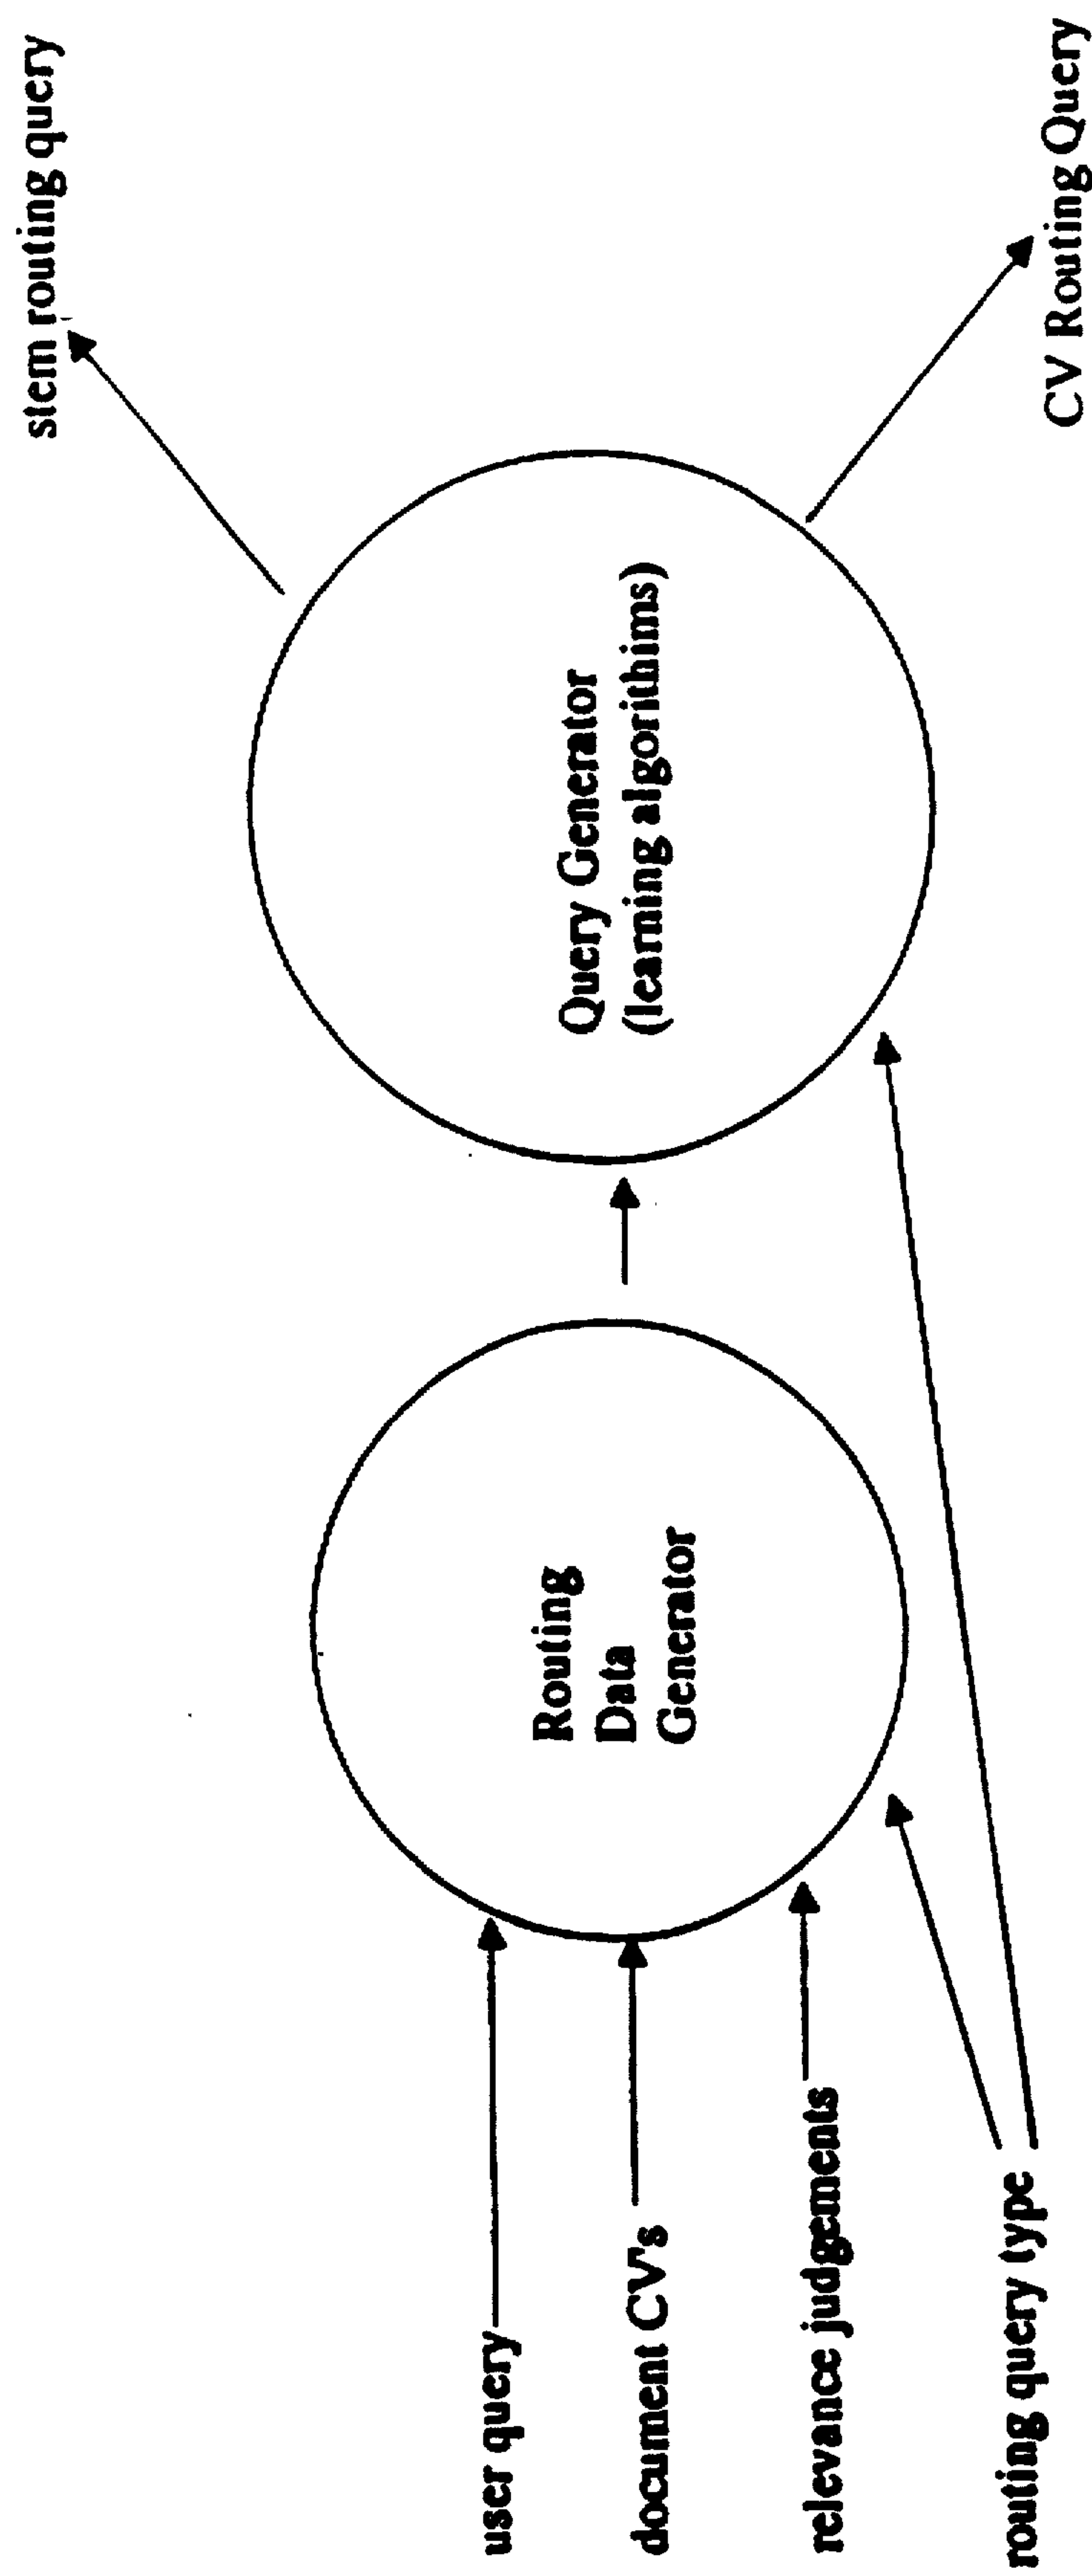 user query
document CV's
relevance judgements
routing query type
Routing
Data
Generator
Query Generator
(learning algorithims)
stem routing query
CV Routing Query